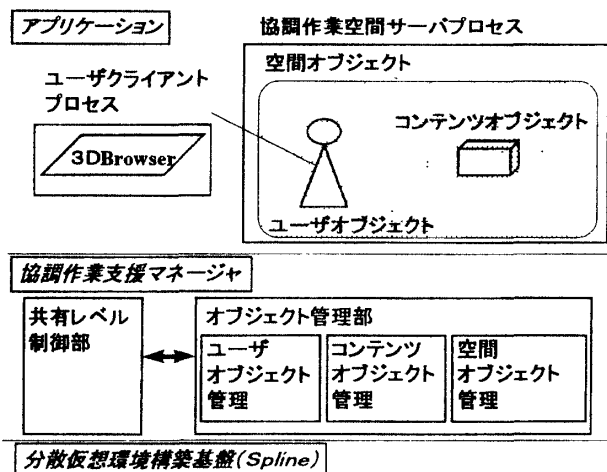 アプリケーション
協調作業空間サーバプロセス
空間オブジェクト
ユーザクライアント
プロセス
コンテンツオブジェクト
3DBrowser
ユーザオブジェクト
協調作業支援マネージャ
共有レベル
制御部
オブジェクト管理部
ユーザ
オブジェクト
管理
コンテンツ
オブジェクト
管理
空間
オブジェクト
管理
分散仮想環境構築基盤(Spline)